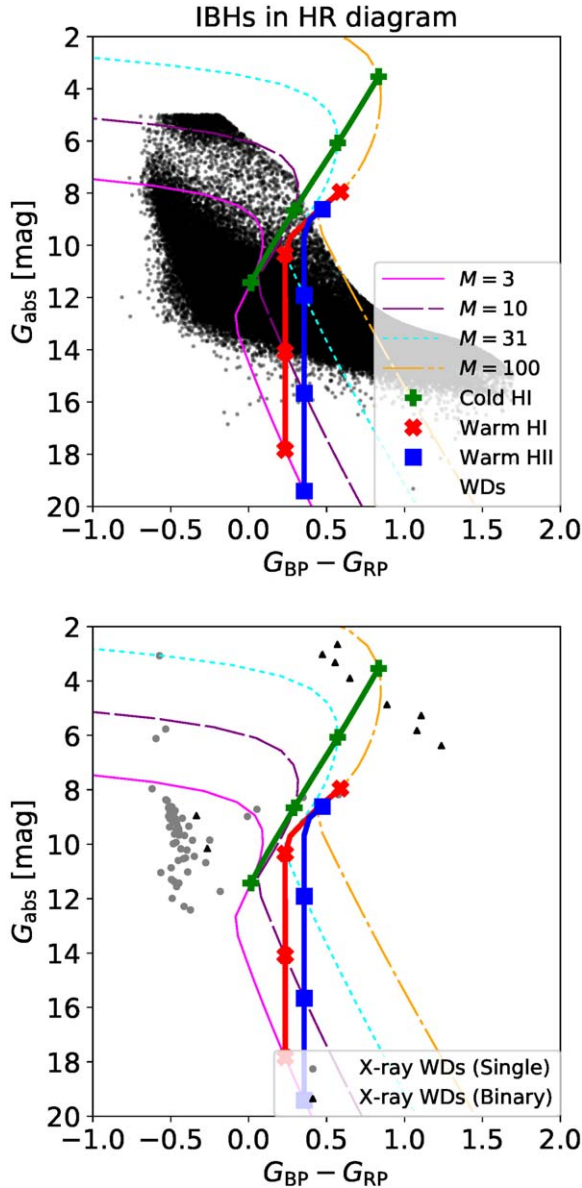 IBHs in HR diagram
2
4
6
8
10
12
14
16
18
20
G_abs [mag]
M = 3
M = 10
M = 31
M = 100
Cold HI
Warm HI
Warm HII
WDs
−1.0 −0.5 0.0 0.5 1.0 1.5 2.0
G_BP − G_RP
2
4
6
8
10
12
14
16
18
20
G_abs [mag]
X-ray WDs (Single)
X-ray WDs (Binary)
−1.0 −0.5 0.0 0.5 1.0 1.5 2.0
G_BP − G_RP